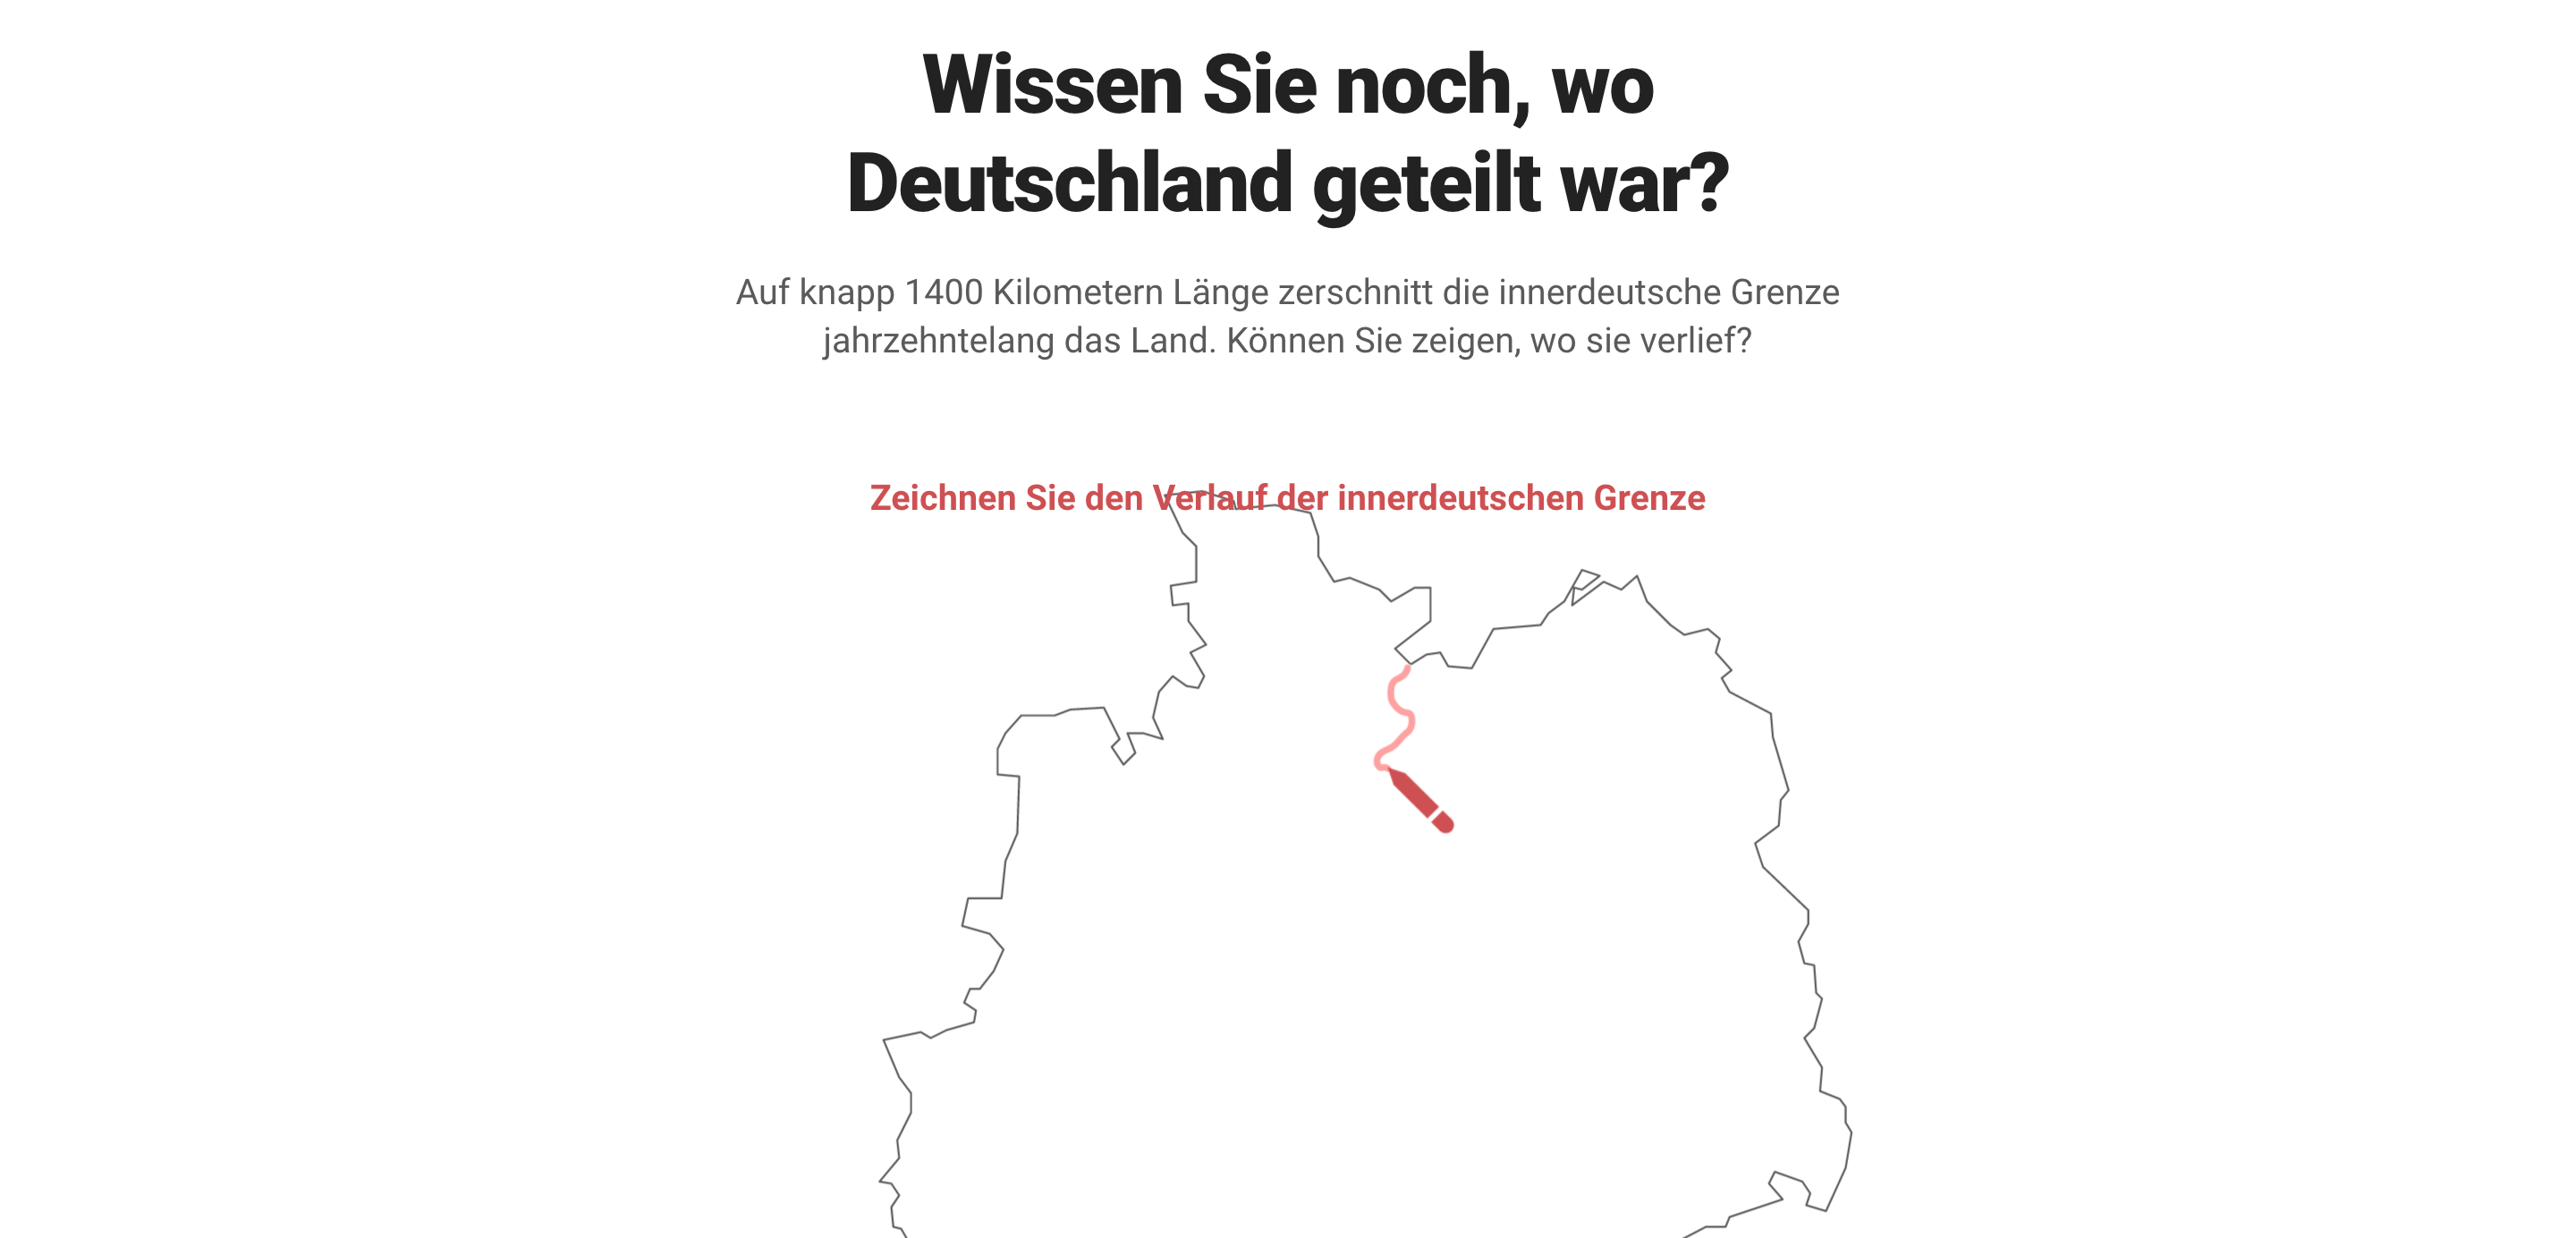 Wissen Sie noch, wo
Deutschland geteilt war?
Auf knapp 1400 Kilometern Länge zerschnitt die innerdeutsche Grenze
jahrzehntelang das Land. Können Sie zeigen, wo sie verlief?
Zeichnen Sie den Verlauf der innerdeutschen Grenze